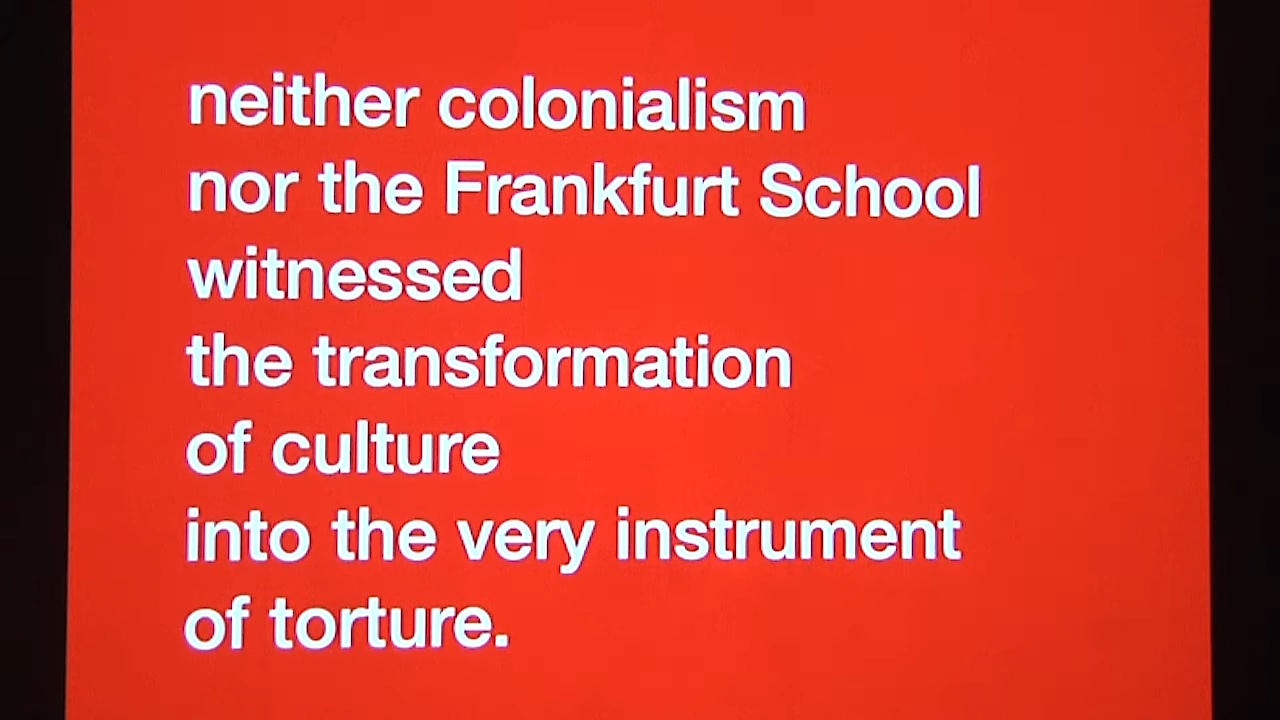 neither colonialism
nor the Frankfurt School
witnessed
the transformation
of culture
into the very instrument
of torture.